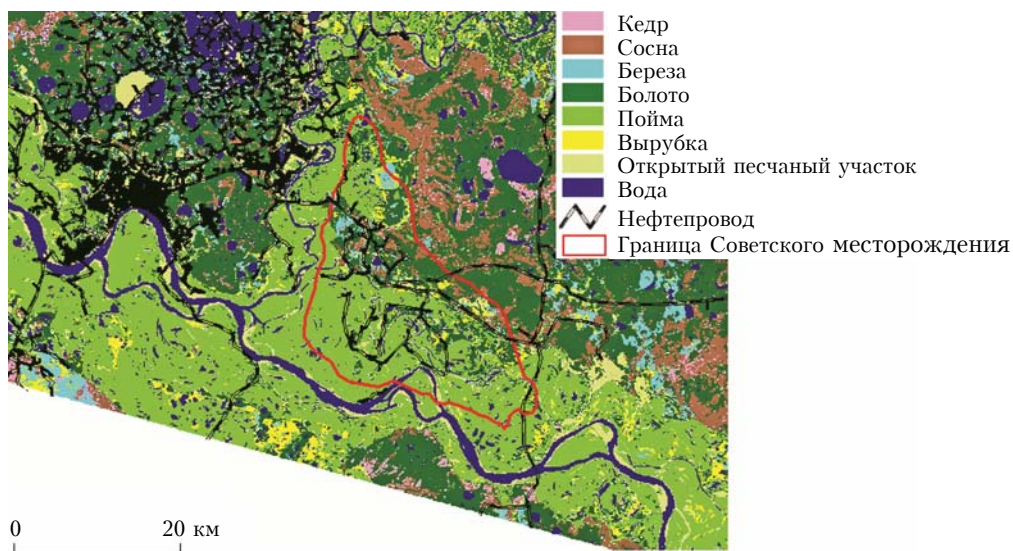 Кедр
Сосна
Береза
Болото
Пойма
Вырубка
Открытый песчаный участок
Вода
Нефтепровод
Граница Советского месторождения
0 20 км